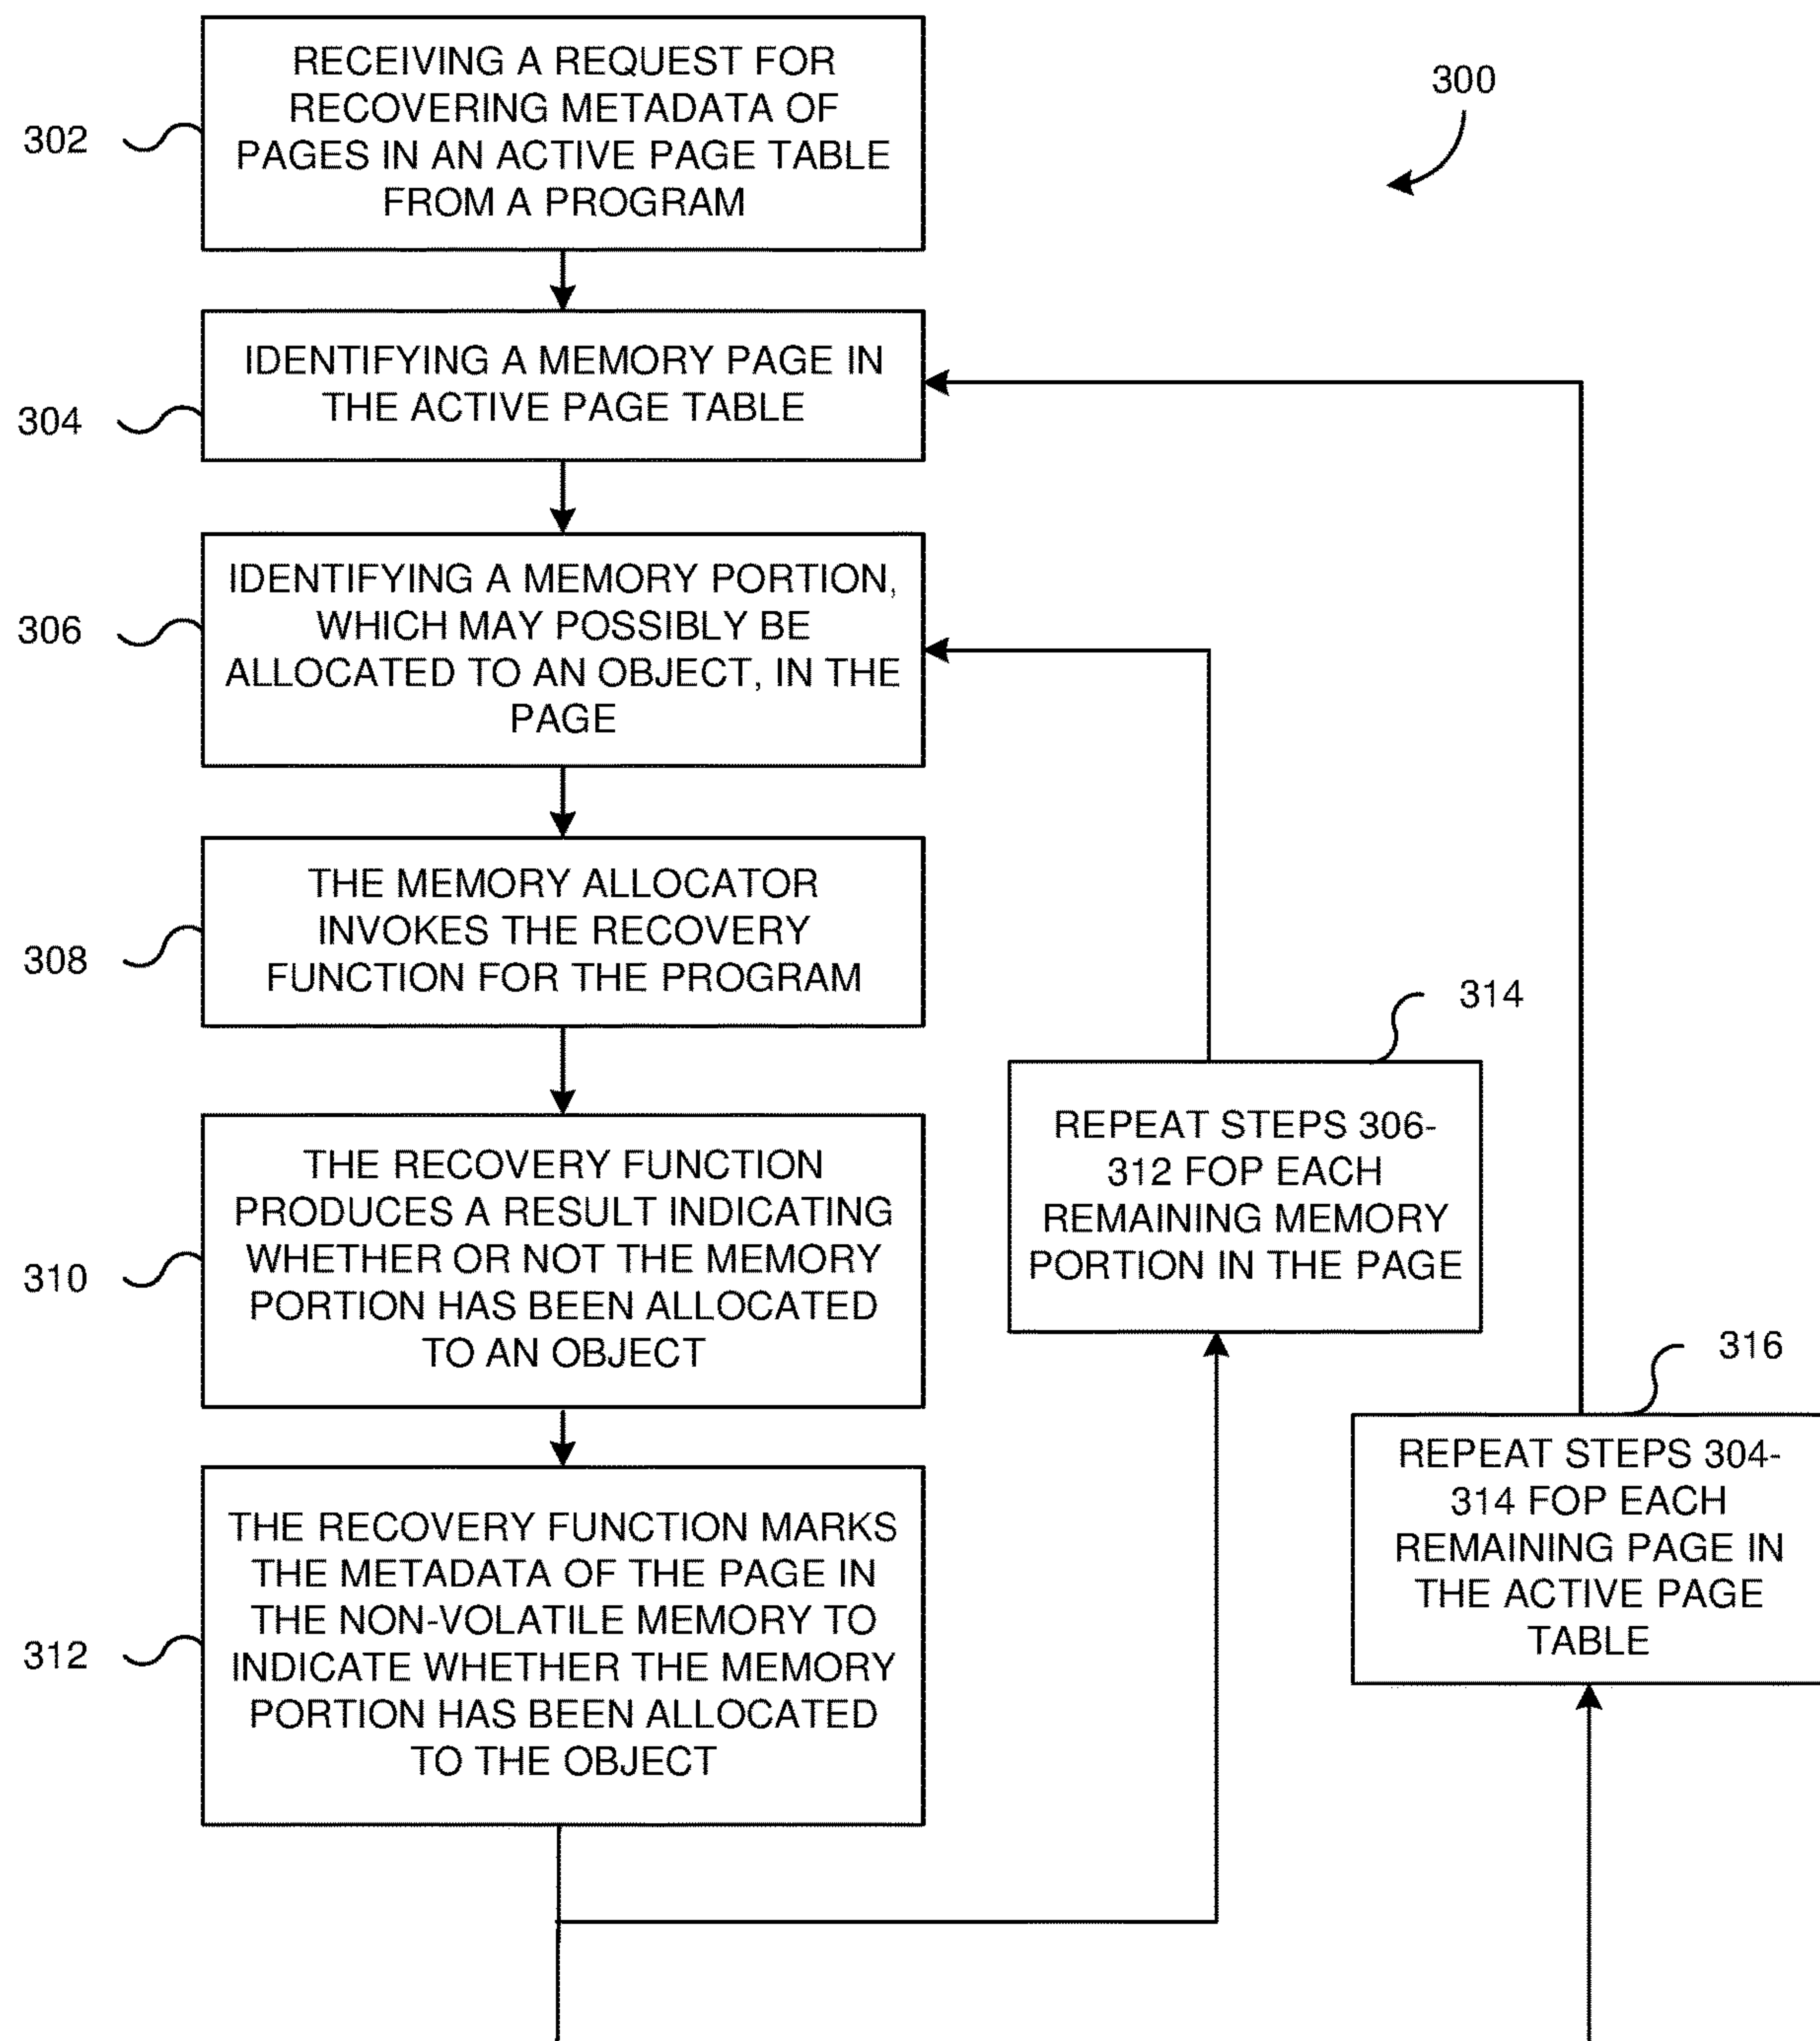 RECEIVING A REQUEST FOR
RECOVERING METADATA OF
PAGES IN AN ACTIVE PAGE TABLE
FROM A PROGRAM
302
300
IDENTIFYING A MEMORY PAGE IN
THE ACTIVE PAGE TABLE
304
IDENTIFYING A MEMORY PORTION,
WHICH MAY POSSIBLY BE
ALLOCATED TO AN OBJECT, IN THE
PAGE
306
THE MEMORY ALLOCATOR
INVOKES THE RECOVERY
FUNCTION FOR THE PROGRAM
308
314
REPEAT STEPS 306-
312 FOP EACH
REMAINING MEMORY
PORTION IN THE PAGE
THE RECOVERY FUNCTION
PRODUCES A RESULT INDICATING
WHETHER OR NOT THE MEMORY
PORTION HAS BEEN ALLOCATED
TO AN OBJECT
310
316
REPEAT STEPS 304-
314 FOP EACH
REMAINING PAGE IN
THE ACTIVE PAGE
TABLE
THE RECOVERY FUNCTION MARKS
THE METADATA OF THE PAGE IN
THE NON-VOLATILE MEMORY TO
INDICATE WHETHER THE MEMORY
PORTION HAS BEEN ALLOCATED
TO THE OBJECT
312